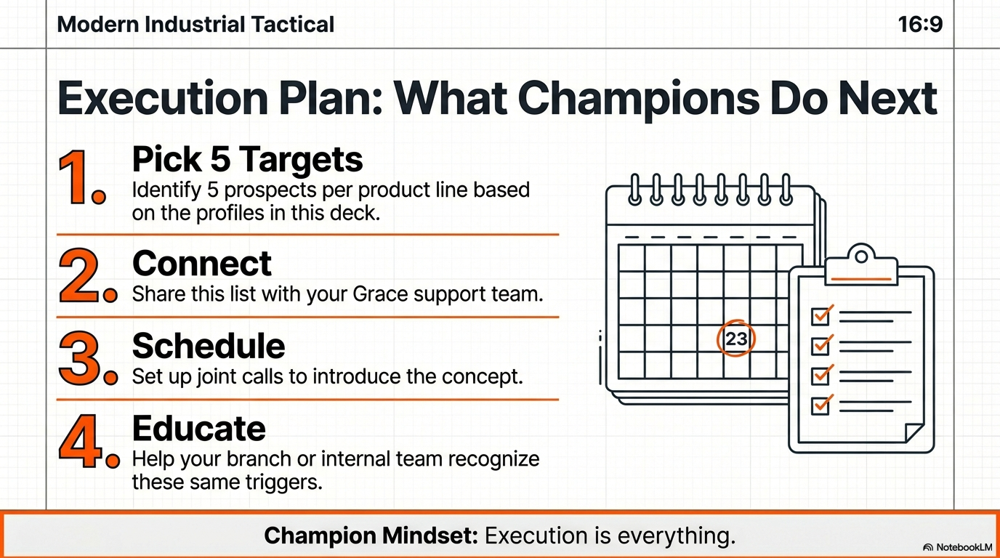 Modern Industrial Tactical
16:9
Execution Plan: What Champions Do Next
1.
Pick 5 Targets
Identify 5 prospects per product line based
on the profiles in this deck.
2.
Connect
Share this list with your Grace support team.
3.
Schedule
Set up joint calls to introduce the concept.
4.
Educate
Help your branch or internal team recognize
these same triggers.
23
Champion Mindset: Execution is everything.
NotebookLM